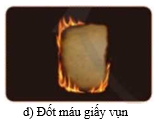 d) Đốt máu giấy vụn